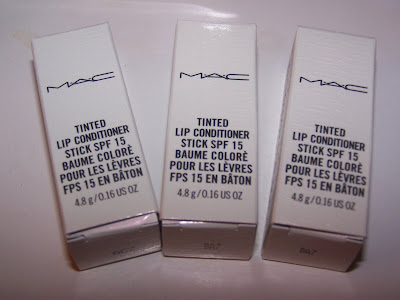 MAC
TINTED
LIP CONDITIONER
STICK SPF 15
BAUME COLORÉ
POUR LES LÈVRES
FPS 15 EN BÂTON
4.8 g/0.16 US OZ
MAC
TINTED
LIP CONDITIONER
STICK SPF 15
BAUME COLORÉ
POUR LES LÈVRES
FPS 15 EN BÂTON
4.8 g/0.16 US OZ
MAC
TINTED
LIP CONDITIONER
STICK SPF 15
BAUME COLORÉ
POUR LES LÈVRES
FPS 15 EN BÂTON
4.8 g/0.16 US OZ